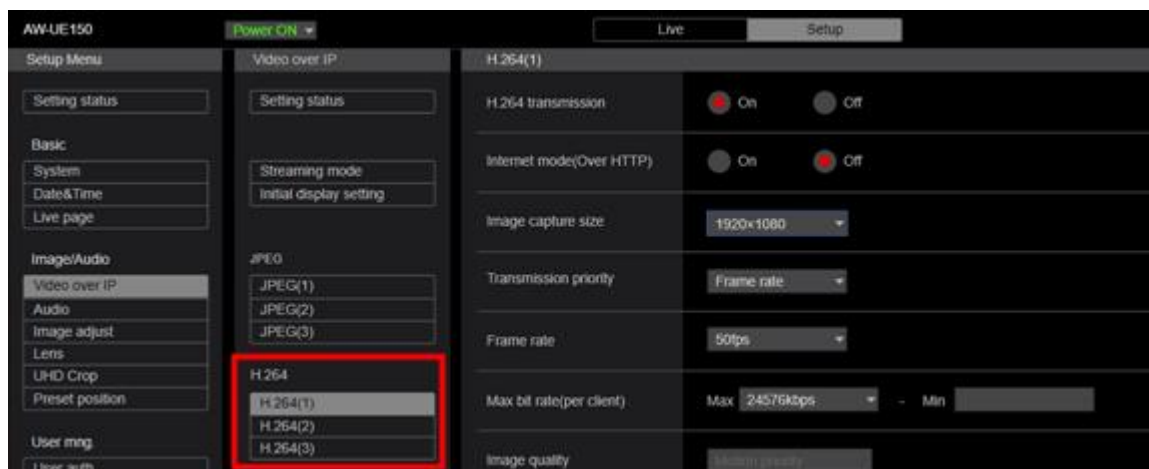 AW-UE150
Power ON
Live
Setup
Setup Menu
Setting status
Basic
System
Date&Time
Live page
Image/Audio
Video over IP
Audio
Image adjust
Lens
UHD Crop
Preset position
User mng.
User auth.
Video over IP
Setting status
Streaming mode
Initial display setting
JPEG
JPEG(1)
JPEG(2)
JPEG(3)
H.264
H.264(1)
H.264(2)
H.264(3)
H.264(1)
H.264 transmission On Off
Internet mode(Over HTTP) On Off
Image capture size 1920×1080
Transmission priority Frame rate
Frame rate 50fps
Max bit rate(per client) Max 24576kbps - Min
Image quality Motion priority